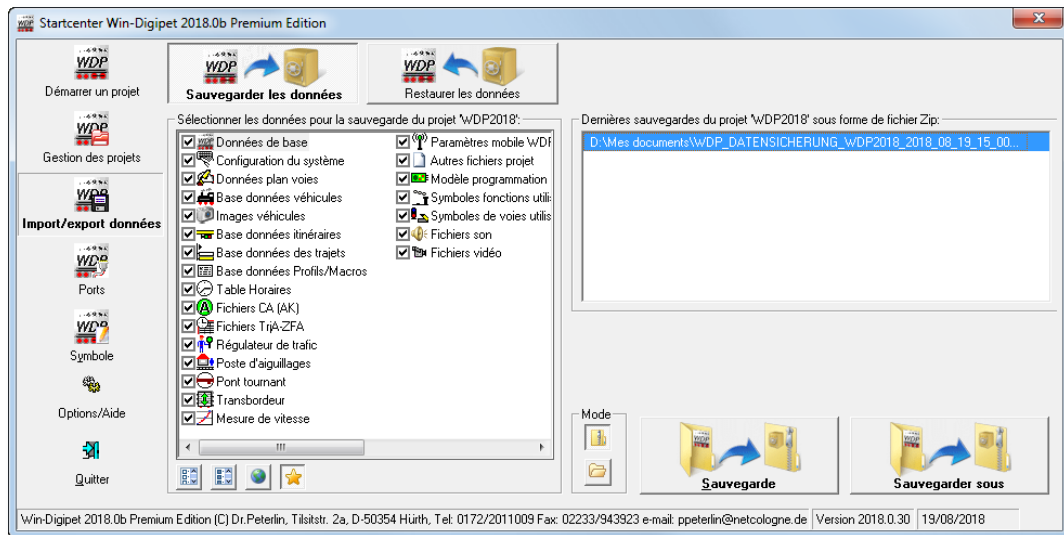 Startcenter Win-Digipet 2018.0b Premium Edition
WDP
Démarrer un projet
WDP
Gestion des projets
WDP
Import/export données
WDP
Ports
WDP
Symbole
Options/Aide
Quitter
WDP
Sauvegarder les données
WDP
Restaurer les données
Sélectionner les données pour la sauvegarde du projet 'WDP2018':
Données de base
Configuration du système
Données plan voies
Base données véhicules
Images véhicules
Base données itinéraires
Base données des trajets
Base données Profils/Macros
Table Horaires
Fichiers CA (AK)
Fichiers TrjA-ZFA
Régulateur de trafic
Poste d'aiguillages
Pont tournant
Transbordeur
Mesure de vitesse
Paramètres mobile WDF
Autres fichiers projet
Modèle programmation
Symboles fonctions utili
Symboles de voies utilis
Fichiers son
Fichiers vidéo
Dernières sauvegardes du projet 'WDP2018' sous forme de fichier Zip:
D:\Mes documents\WDP_DATENSICHERUNG_WDP2018_2018_08_19_15_00...
Mode
Sauvegarde
Sauvegarder sous
Win-Digipet 2018.0b Premium Edition (C) Dr.Peterlin, Tilsitstr. 2a, D-50354 Hürth, Tel: 0172/2011009 Fax: 02233/943923 e-mail: ppeterlin@netcologne.de
Version 2018.0.30
19/08/2018